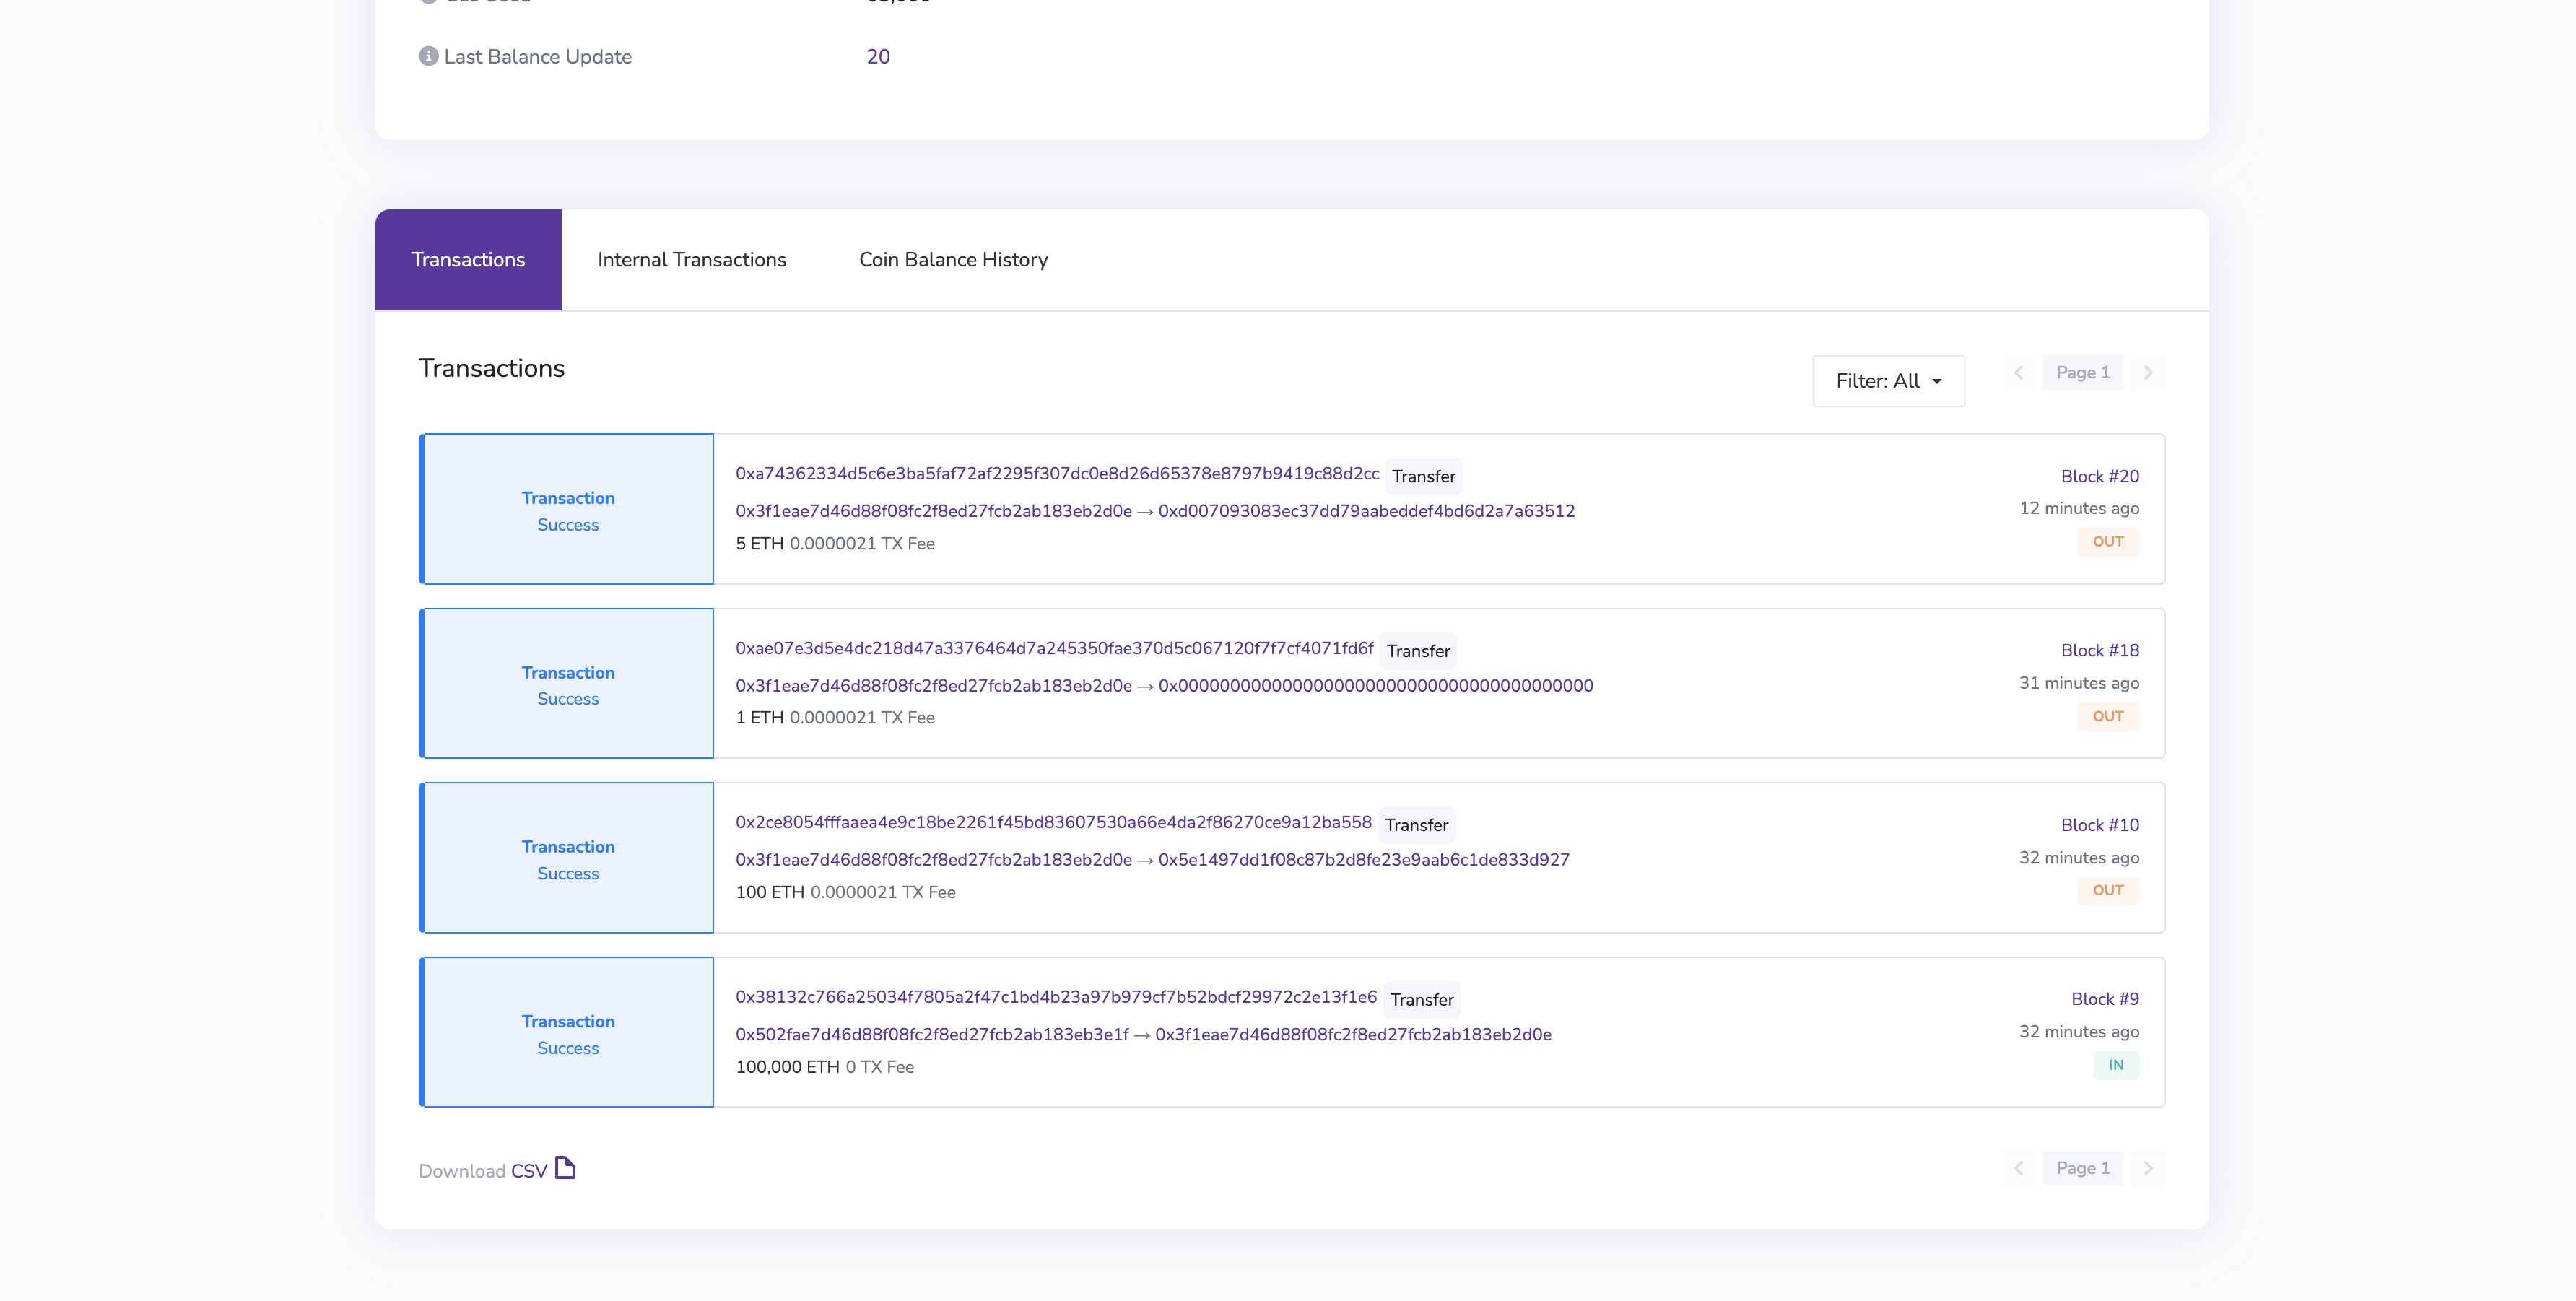 Last Balance Update 20
Transactions Internal Transactions Coin Balance History
Transactions Filter: All Page 1
Transaction
Success
0xa74362334d5c6e3ba5faf72af2295f307dc0e8d26d65378e8797b9419c88d2cc Transfer
0x3f1eae7d46d88f08fc2f8ed27fcb2ab183eb2d0e → 0xd007093083ec37dd79aabeddef4bd6d2a7a63512
5 ETH 0.0000021 TX Fee
Block #20
12 minutes ago
OUT
Transaction
Success
0xae07e3d5e4dc218d47a3376464d7a245350fae370d5c067120f7f7cf4071fd6f Transfer
0x3f1eae7d46d88f08fc2f8ed27fcb2ab183eb2d0e → 0x0000000000000000000000000000000000000000
1 ETH 0.0000021 TX Fee
Block #18
31 minutes ago
OUT
Transaction
Success
0x2ce8054fffaaea4e9c18be2261f45bd83607530a66e4da2f86270ce9a12ba558 Transfer
0x3f1eae7d46d88f08fc2f8ed27fcb2ab183eb2d0e → 0x5e1497dd1f08c87b2d8fe23e9aab6c1de833d927
100 ETH 0.0000021 TX Fee
Block #10
32 minutes ago
OUT
Transaction
Success
0x38132c766a25034f7805a2f47c1bd4b23a97b979cf7b52bdcf29972c2e13f1e6 Transfer
0x502fae7d46d88f08fc2f8ed27fcb2ab183eb3e1f → 0x3f1eae7d46d88f08fc2f8ed27fcb2ab183eb2d0e
100,000 ETH 0 TX Fee
Block #9
32 minutes ago
IN
Download CSV Page 1